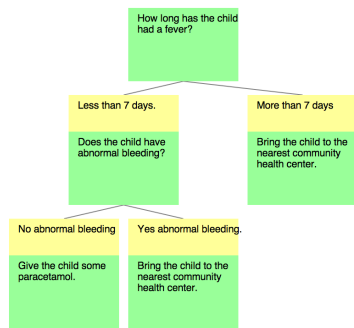 How long has the child
had a fever?
Less than 7 days.
More than 7 days
Does the child have
abnormal bleeding?
Bring the child to the
nearest community
health center.
No abnormal bleeding
Yes abnormal bleeding.
Give the child some
paracetamol.
Bring the child to the
nearest community
health center.